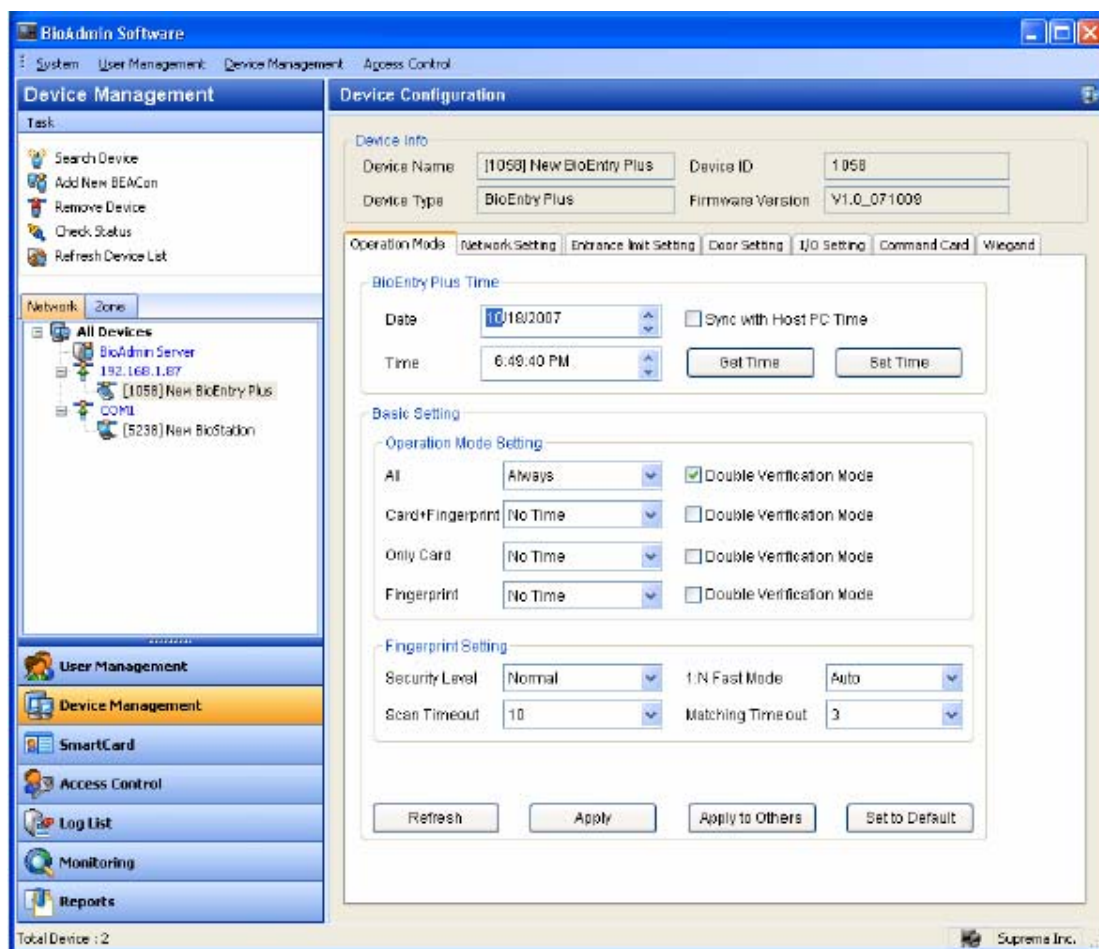 BioAdmin Software
System User Management Device Management Access Control
Device Management
Task
Search Device
Add New BEACon
Remove Device
Check Status
Refresh Device List
Network Zone
All Devices
BioAdmin Server
192.168.1.87
[1058] New BioEntry Plus
COM1
[5238] New BioStation
User Management
Device Management
SmartCard
Access Control
Log List
Monitoring
Reports
Device Configuration
Device Info
Device Name [1058] New BioEntry Plus Device ID 1058
Device Type BioEntry Plus Firmware Version V1.0_071009
Operation Mode Network Setting Entrance limit Setting Door Setting I/O Setting Command Card Wiegand
BioEntry Plus Time
Date 10/18/2007 Sync with Host PC Time
Time 6:49:40 PM Get Time Set Time
Basic Setting
Operation Mode Setting
All Always Double Verification Mode
Card+Fingerprint No Time Double Verification Mode
Only Card No Time Double Verification Mode
Fingerprint No Time Double Verification Mode
Fingerprint Setting
Security Level Normal 1:N Fast Mode Auto
Scan Timeout 10 Matching Timeout 3
Refresh Apply Apply to Others Set to Default
Total Device : 2 Suprema Inc.